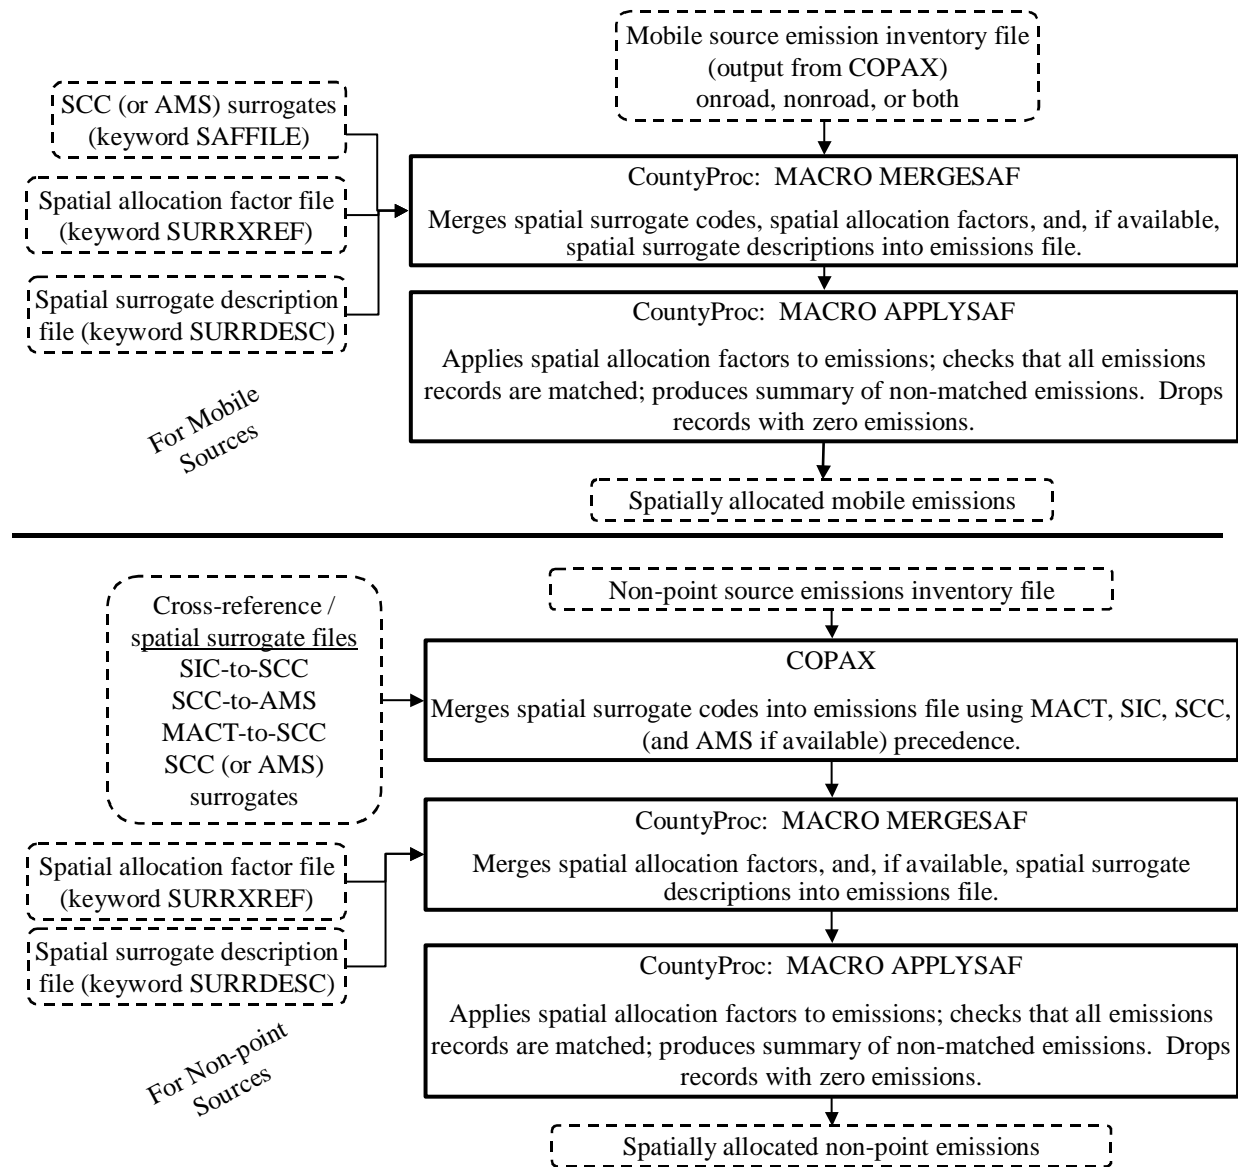 Mobile source emission inventory file
(output from COPAX)
onroad, nonroad, or both
SCC (or AMS) surrogates
(keyword SAFFILE)
Spatial allocation factor file
(keyword SURRXREF)
Spatial surrogate description
file (keyword SURRDESC)
For Mobile
Sources
CountyProc:  MACRO MERGESAF
Merges spatial surrogate codes, spatial allocation factors, and, if available,
spatial surrogate descriptions into emissions file.
CountyProc:  MACRO APPLYSAF
Applies spatial allocation factors to emissions; checks that all emissions
records are matched; produces summary of non-matched emissions.  Drops
records with zero emissions.
Spatially allocated mobile emissions
Non-point source emissions inventory file
Cross-reference /
spatial surrogate files
SIC-to-SCC
SCC-to-AMS
MACT-to-SCC
SCC (or AMS)
surrogates
COPAX
Merges spatial surrogate codes into emissions file using MACT, SIC, SCC,
(and AMS if available) precedence.
Spatial allocation factor file
(keyword SURRXREF)
Spatial surrogate description
file (keyword SURRDESC)
For Non-point
Sources
CountyProc:  MACRO MERGESAF
Merges spatial allocation factors, and, if available, spatial surrogate
descriptions into emissions file.
CountyProc:  MACRO APPLYSAF
Applies spatial allocation factors to emissions; checks that all emissions
records are matched; produces summary of non-matched emissions.  Drops
records with zero emissions.
Spatially allocated non-point emissions